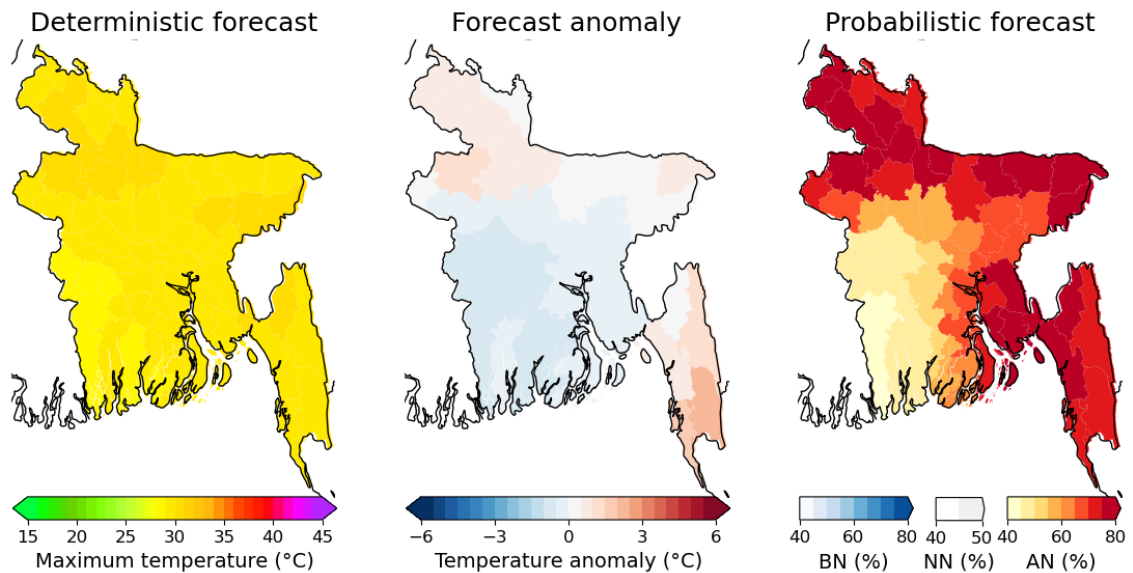 Deterministic forecast
Forecast anomaly
Probabilistic forecast
15 20 25 30 35 40 45
Maximum temperature (°C)
−6 −3 0 3 6
Temperature anomaly (°C)
40 60 80
BN (%)
40 50
NN (%)
40 60 80
AN (%)